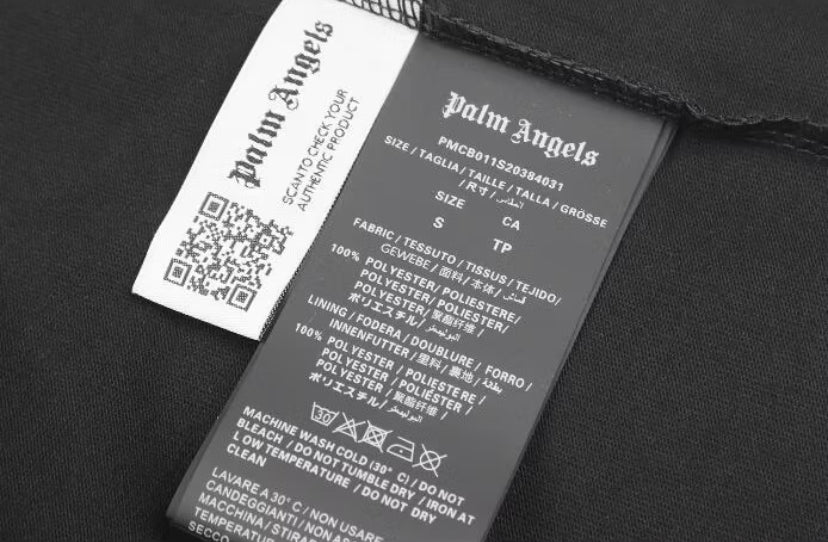 Palm Angels
SCAN TO CHECK YOUR
AUTHENTIC PRODUCT
Palm Angels
PMCB011S20384031
SIZE / TAGLIA / TAILLE / TALLA / GRÖSSE
/ 尺寸 /
SIZE CA
S TP
FABRIC / TESSUTO / TISSUS / TEJIDO/
GEWEBE / 面料 / 本体 / قماش /
100% POLYESTER/ POLIESTERE/
POLYESTER / POLIESTER/
POLYESTER/ 聚酯纤维 /
ポリエステル/ البوليستر/
LINING / FODERA / DOUBLURE / FORRO /
INNENFUTTER / 里料 / 裏地 / بطانة /
100% POLYESTER / POLIESTERE /
POLYESTER / POLIÉSTER /
POLYESTER / 聚酯纤维 /
ポリエステル/ البوليستر/
30
MACHINE WASH COLD (30° C) / DO NOT
BLEACH / DO NOT TUMBLE DRY / IRON AT
LOW TEMPERATURE / DO NOT DRY
CLEAN
LAVARE A 30° C / NON USARE
CANDEGGIANTI / NON
MACCHINA / STIRARE
TEMPERATURE
SECCO